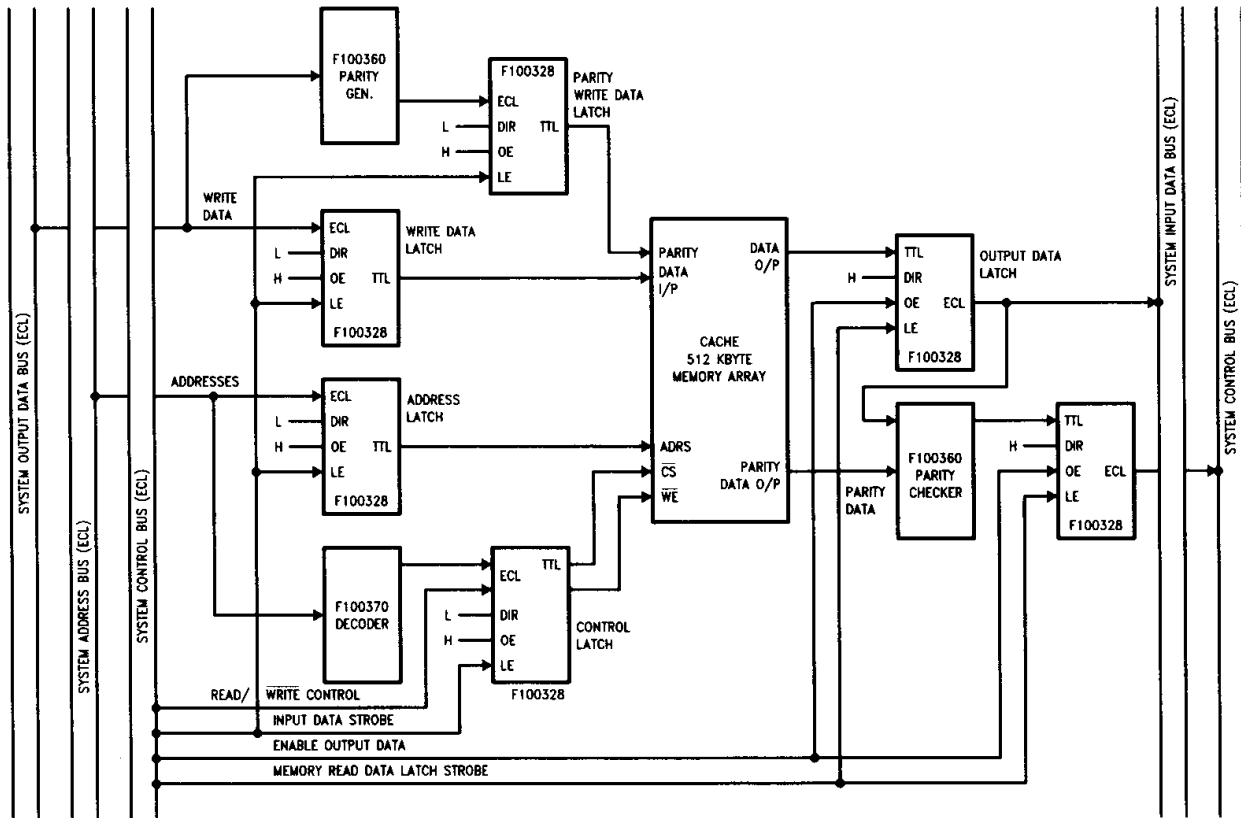 SYSTEM OUTPUT DATA BUS (ECL)
SYSTEM ADDRESS BUS (ECL)
SYSTEM CONTROL BUS (ECL)
F100360
PARITY
GEN.
F100328
ECL
DIR
TTL
OE
LE
L
H
PARITY
WRITE DATA
LATCH
WRITE
DATA
ECL
DIR
OE
TTL
LE
F100328
L
H
WRITE DATA
LATCH
ADDRESSES
ECL
DIR
OE
TTL
LE
F100328
L
H
ADDRESS
LATCH
F100370
DECODER
TTL
ECL
DIR
OE
LE
F100328
L
H
CONTROL
LATCH
READ/ WRITE CONTROL
INPUT DATA STROBE
ENABLE OUTPUT DATA
MEMORY READ DATA LATCH STROBE
PARITY
DATA
I/P
DATA
O/P
CACHE
512 KBYTE
MEMORY ARRAY
ADRS
CS
WE
PARITY
DATA O/P
TTL
DIR
OE
ECL
LE
F100328
H
OUTPUT DATA
LATCH
F100360
PARITY
CHECKER
PARITY
DATA
TTL
DIR
OE
ECL
LE
F100328
H
SYSTEM INPUT DATA BUS (ECL)
SYSTEM CONTROL BUS (ECL)